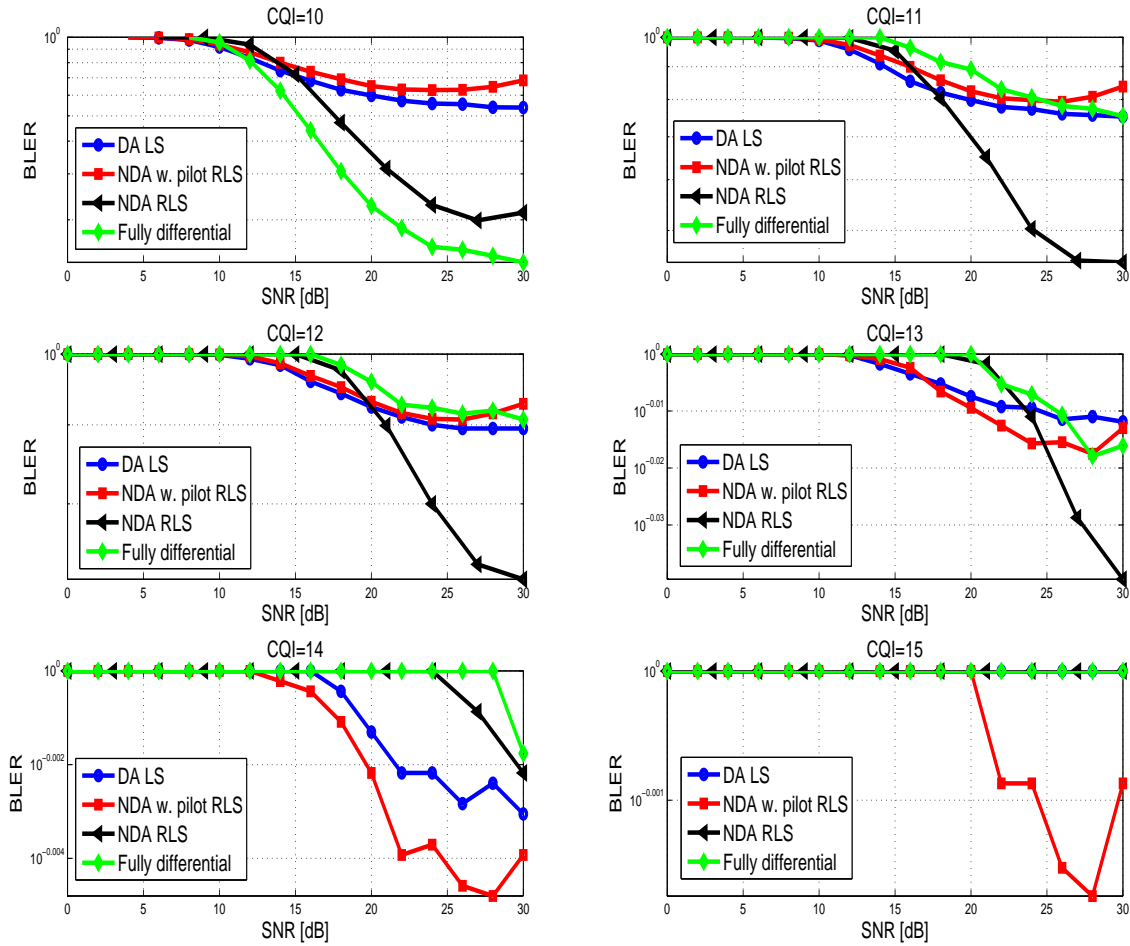 CQI=10
10^0
BLER
DA LS
NDA w. pilot RLS
NDA RLS
Fully differential
0 5 10 15 20 25 30
SNR [dB]
CQI=11
10^0
BLER
DA LS
NDA w. pilot RLS
NDA RLS
Fully differential
0 5 10 15 20 25 30
SNR [dB]
CQI=12
10^0
BLER
DA LS
NDA w. pilot RLS
NDA RLS
Fully differential
0 5 10 15 20 25 30
SNR [dB]
CQI=13
10^0
10^−0.01
10^−0.02
10^−0.03
BLER
DA LS
NDA w. pilot RLS
NDA RLS
Fully differential
0 5 10 15 20 25 30
SNR [dB]
CQI=14
10^0
10^−0.002
10^−0.004
BLER
DA LS
NDA w. pilot RLS
NDA RLS
Fully differential
0 5 10 15 20 25 30
SNR [dB]
CQI=15
10^0
10^−0.001
BLER
DA LS
NDA w. pilot RLS
NDA RLS
Fully differential
0 5 10 15 20 25 30
SNR [dB]